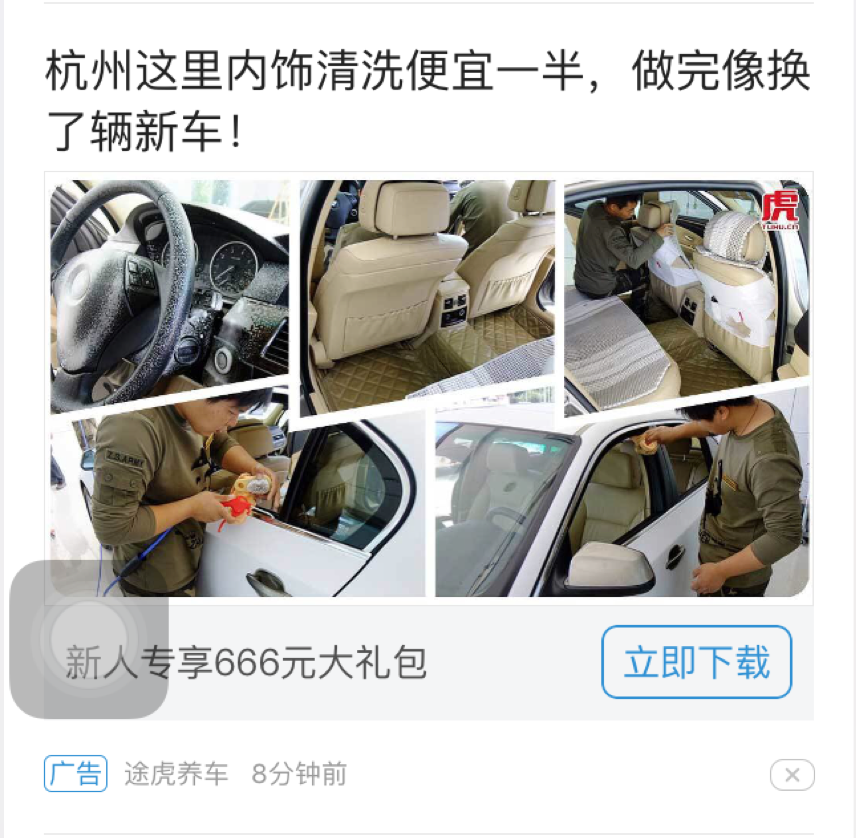 杭州这里内饰清洗便宜一半，做完像换
了辆新车！
虎
TUHU.CN
Z.G.ARMY
新人专享666元大礼包
立即下载
广告 途虎养车 8分钟前